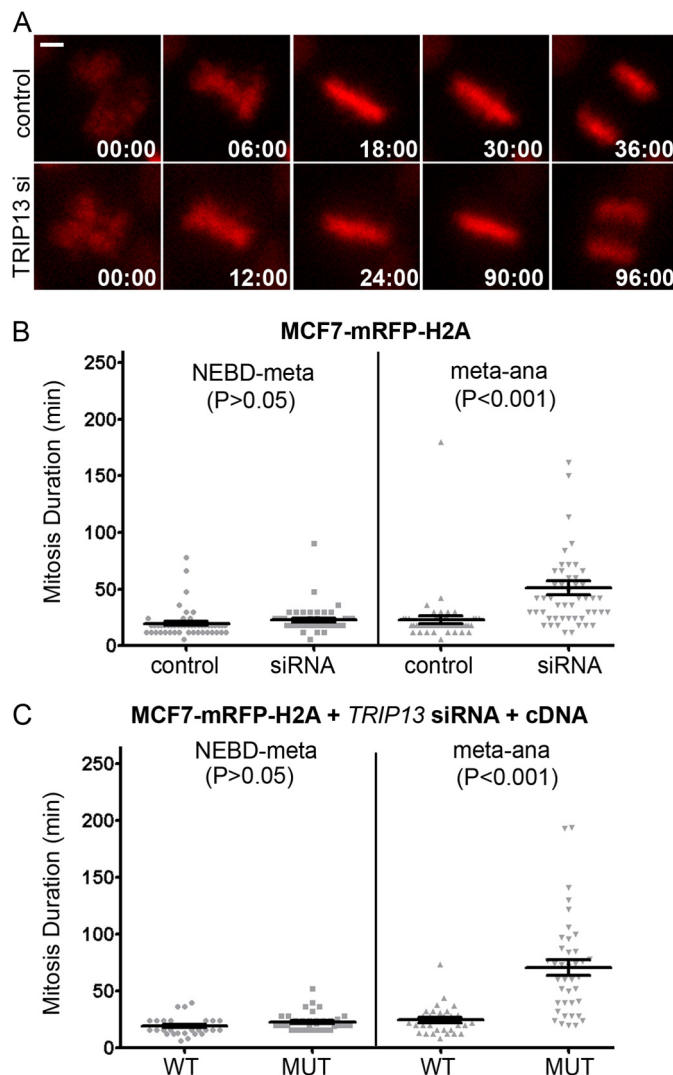 A
control
00:00
06:00
18:00
30:00
36:00
TRIP13 si
00:00
12:00
24:00
90:00
96:00
B
MCF7-mRFP-H2A
Mitosis Duration (min)
250
200
150
100
50
0
NEBD-meta
(P>0.05)
meta-ana
(P<0.001)
control
siRNA
control
siRNA
C
MCF7-mRFP-H2A + TRIP13 siRNA + cDNA
Mitosis Duration (min)
250
200
150
100
50
0
NEBD-meta
(P>0.05)
meta-ana
(P<0.001)
WT
MUT
WT
MUT